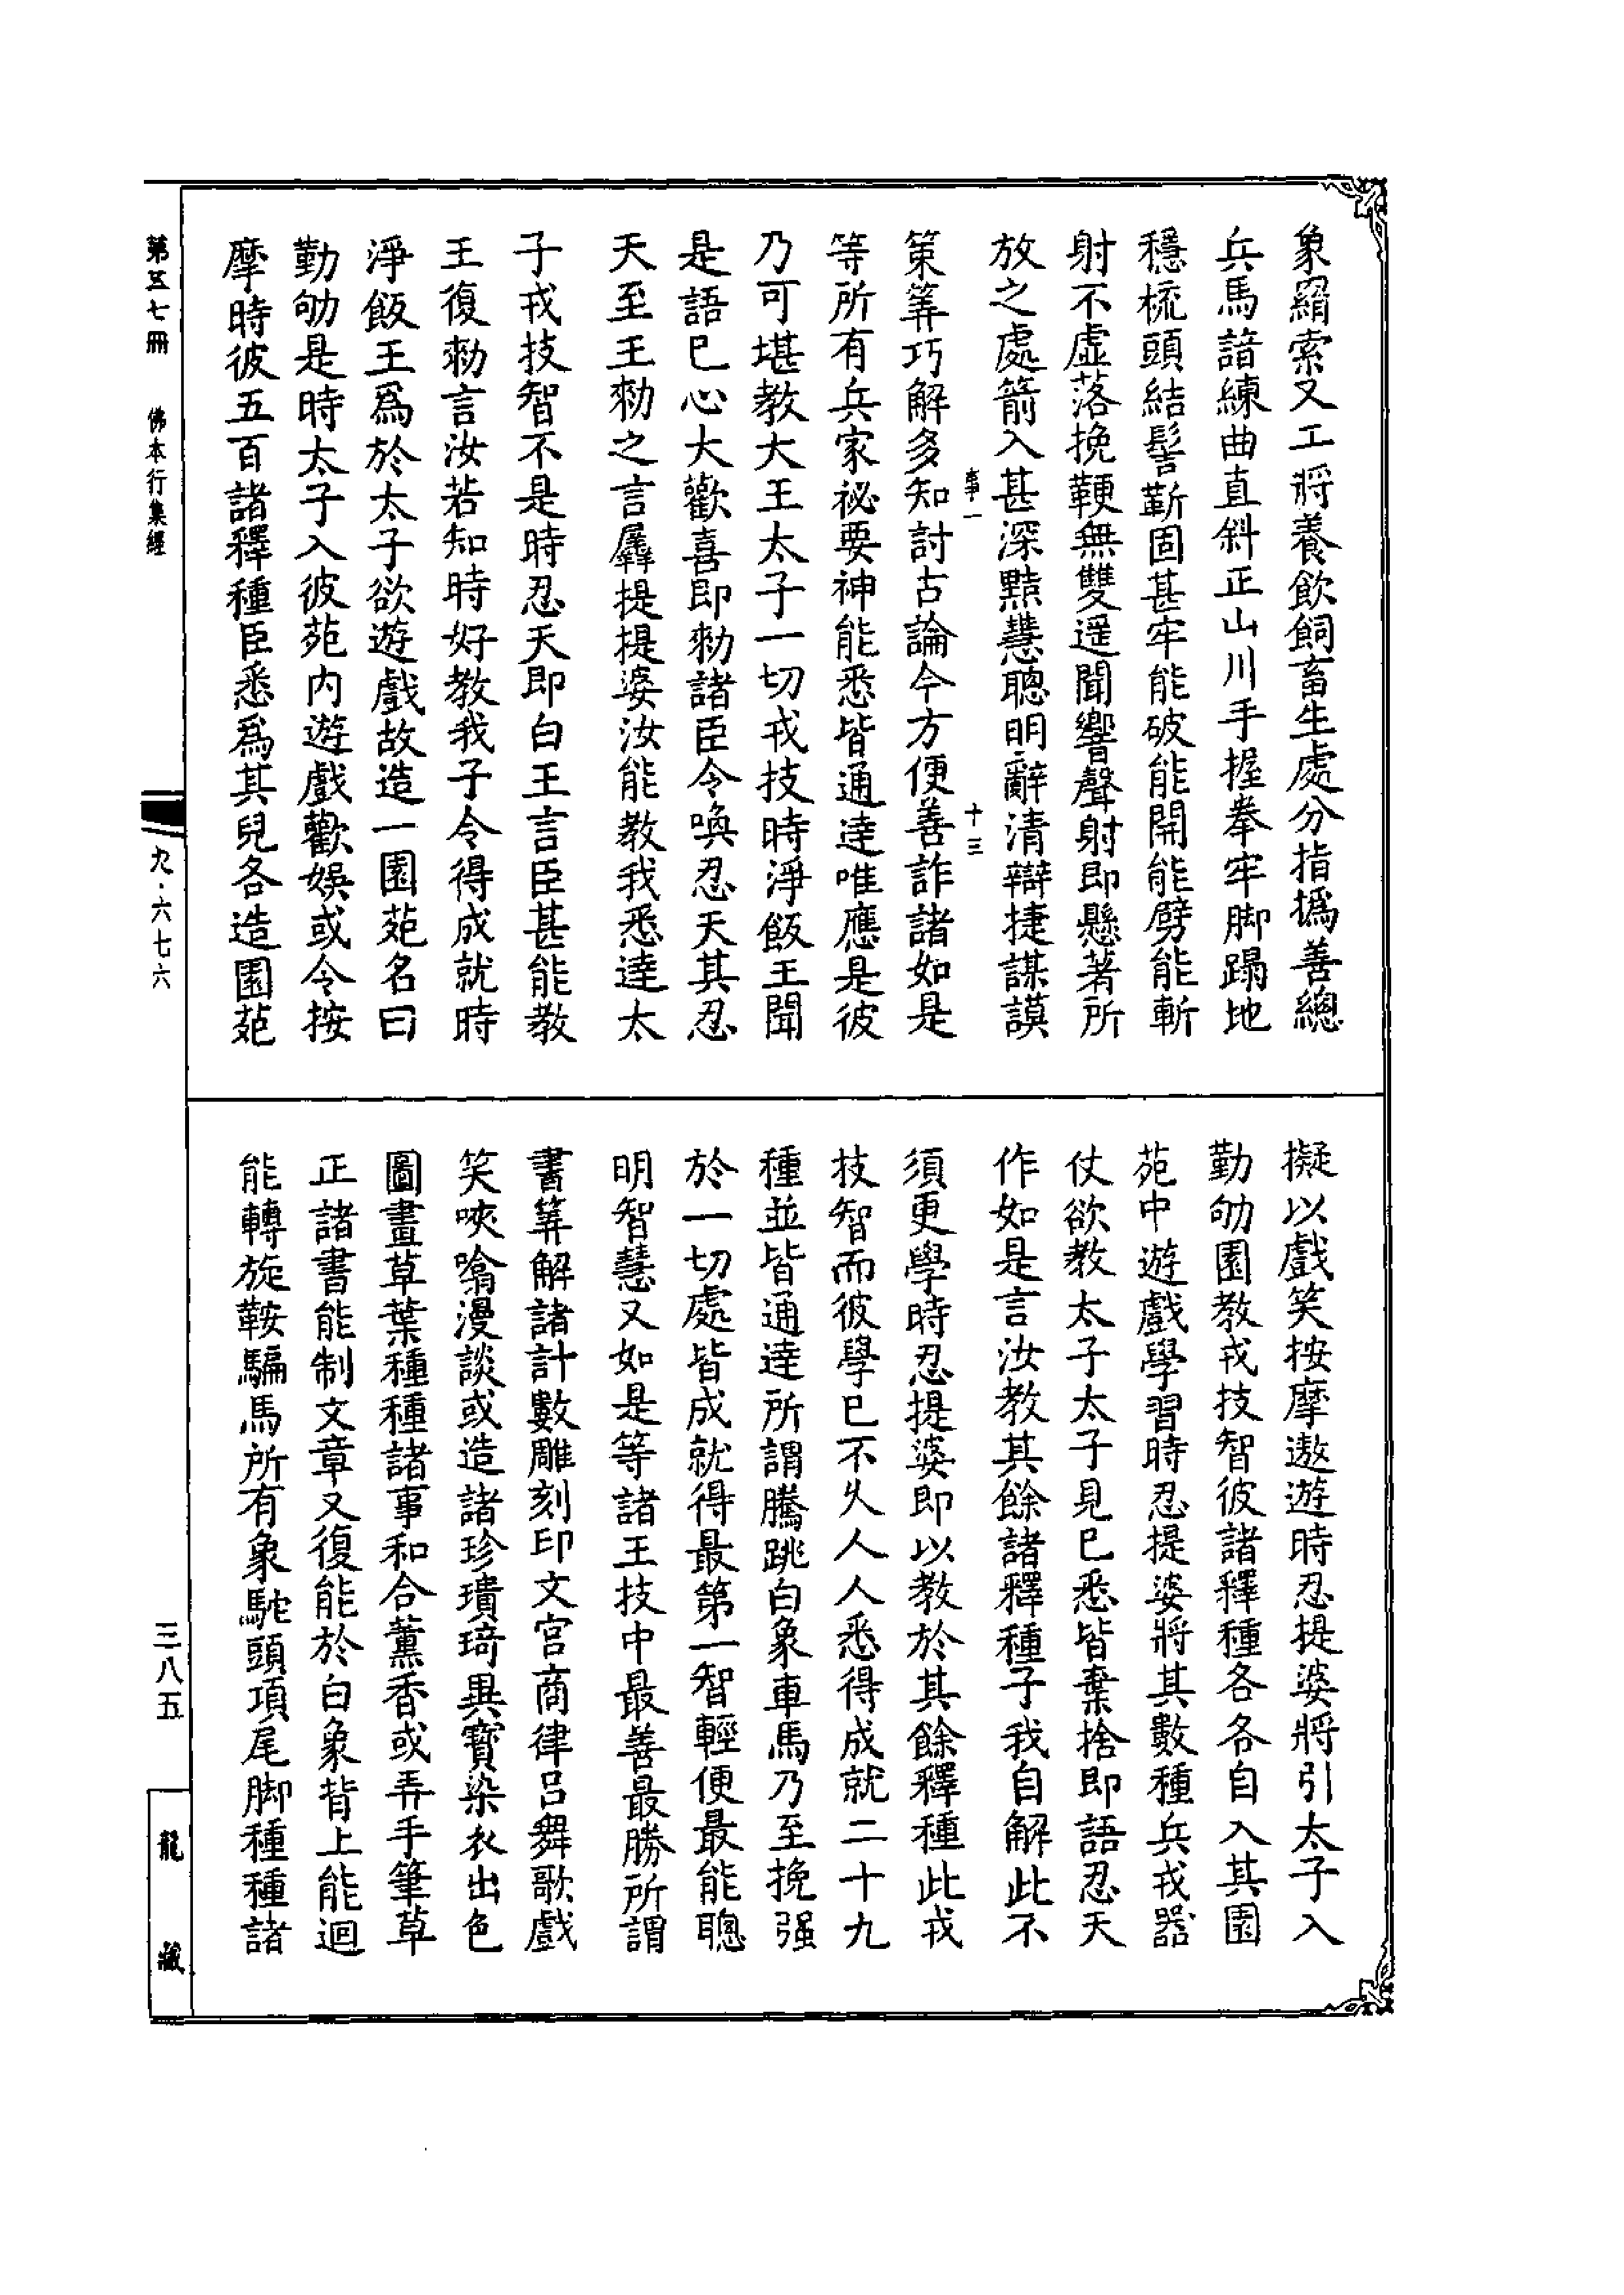 象羂索又工將養飲飼畜生處分指撝善總
兵馬諳練曲直斜正山川手握拳牢脚蹋地
穩梳頭結髻靳固甚牢能破能開能劈能斬
射不虛落挽鞕無雙遥聞響聲射即懸著所
放之處箭入甚深黠慧聰明辭清辯捷謀謨
策筭巧解多知討古論今方便善詐諸如是
事一 十三
等所有兵家祕要神能悉皆通達唯應是彼
乃可堪教大王太子一切戎技時淨飯王聞
是語已心大歡喜即勑諸臣令喚忍天其忍
天至王勑之言羼提提婆汝能教我悉達太
子戎技智不是時忍天即白王言臣甚能教
王復勑言汝若知時好教我子令得成就時
淨飯王爲於太子欲遊戲故造一園苑名曰
勤劬是時太子入彼苑内遊戲歡娛或令按
摩時彼五百諸釋種臣悉爲其兒各造園苑
擬以戲笑按摩遨遊時忍提婆將引太子入
勤劬園教戎技智彼諸釋種各各自入其園
苑中遊戲學習時忍提婆將其數種兵戎器
仗欲教太子太子見已悉皆棄捨即語忍天
作如是言汝教其餘諸釋種子我自解此不
須更學時忍提婆即以教於其餘釋種此戎
技智而彼學已不久人人悉得成就二十九
種並皆通達所謂騰跳白象車馬乃至挽强
於一切處皆成就得最第一智輕便最能聰
明智慧又如是等諸王技中最善最勝所謂
書筭解諸計數雕刻印文宮商律呂舞歌戲
笑唊噏漫談或造諸珍瓆琦異寶染衣出色
圖畫草葉種種諸事和合薰香或弄手筆草
正諸書能制文章又復能於白象背上能迴
能轉旋鞍騙馬所有象駝頭項尾脚種種諸
第五七冊 佛本行集經
九·六七六
三八五
龍藏